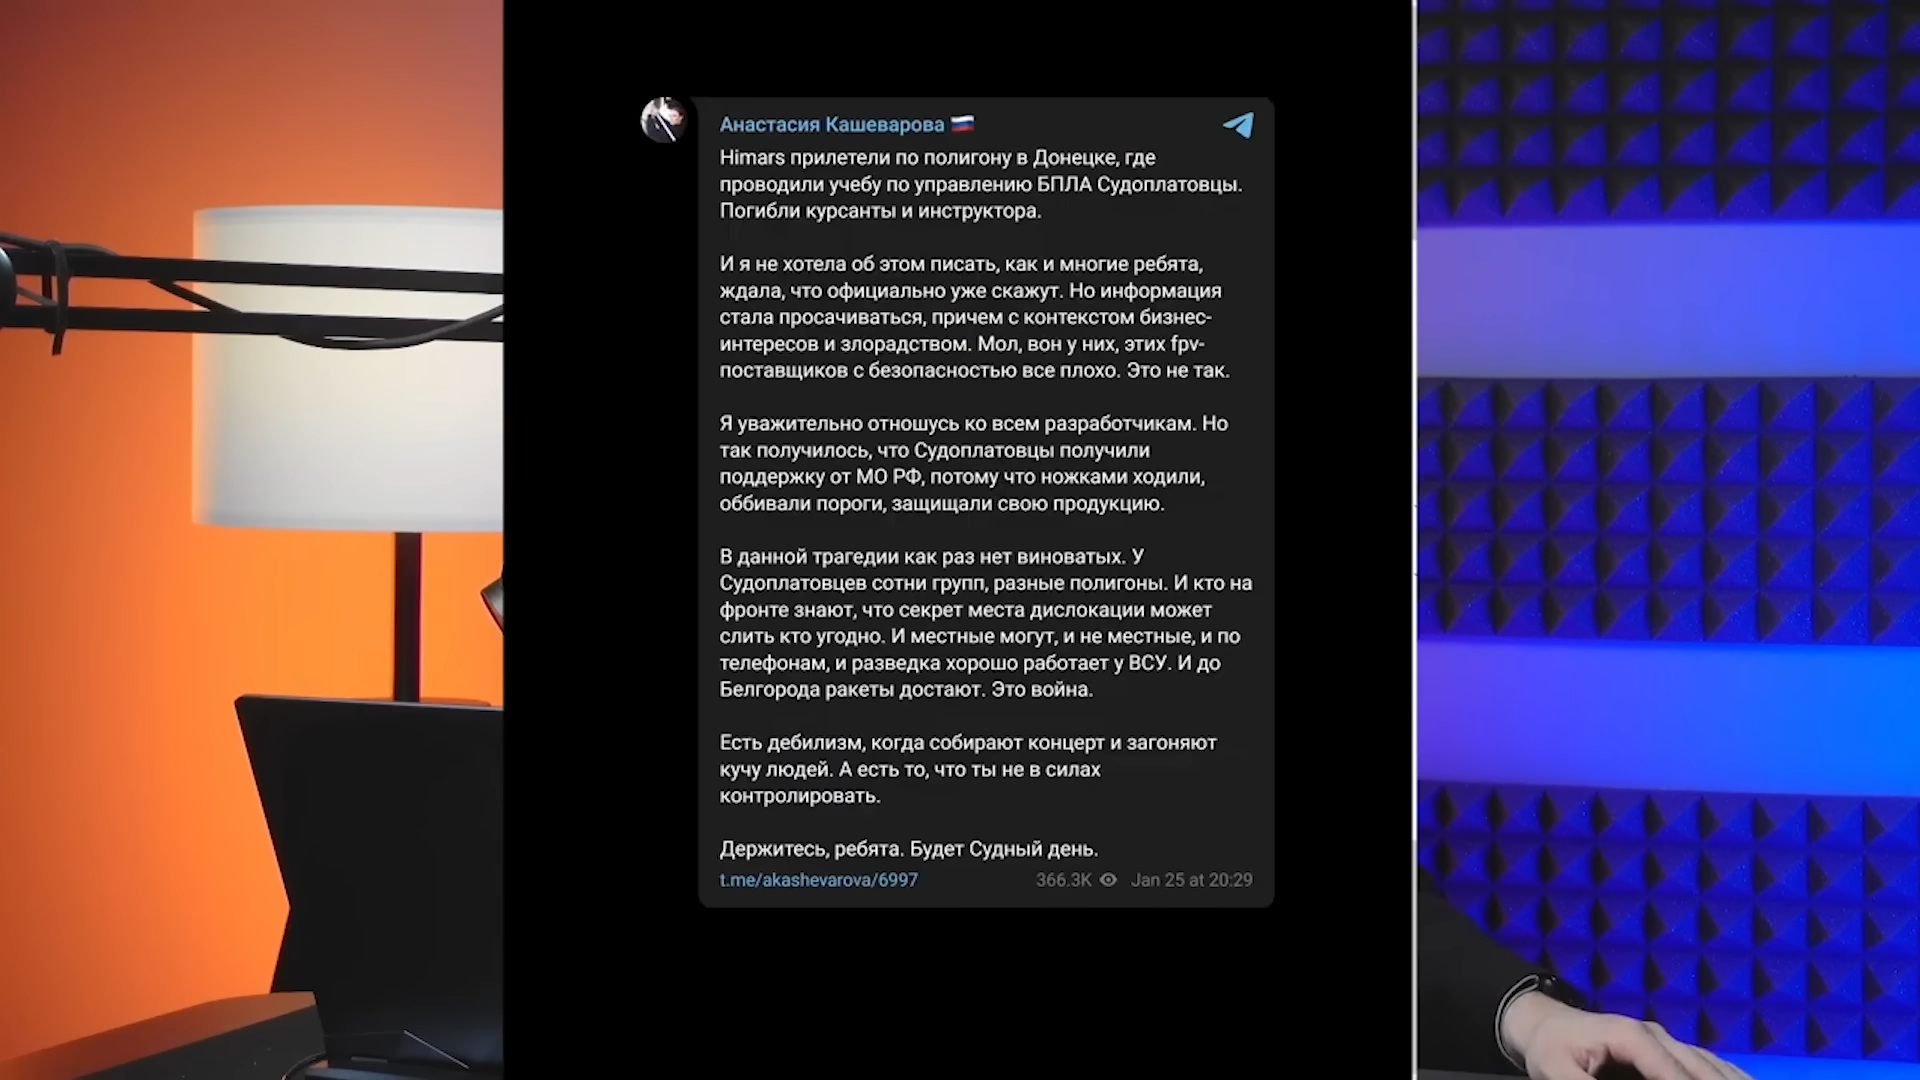 Анастасия Кашеварова 🇷🇺
Himars прилетели по полигону в Донецке, где
проводили учебу по управлению БПЛА Судоплатовцы.
Погибли курсанты и инструктора.
И я не хотела об этом писать, как и многие ребята,
ждала, что официально уже скажут. Но информация
стала просачиваться, причем с контекстом бизнес-
интересов и злорадством. Мол, вон у них, этих fpv-
поставщиков с безопасностью все плохо. Это не так.
Я уважительно отношусь ко всем разработчикам. Но
так получилось, что Судоплатовцы получили
поддержку от МО РФ, потому что ножками ходили,
оббивали пороги, защищали свою продукцию.
В данной трагедии как раз нет виноватых. У
Судоплатовцев сотни групп, разные полигоны. И кто на
фронте знают, что секрет места дислокации может
слить кто угодно. И местные могут, и не местные, и по
телефонам, и разведка хорошо работает у ВСУ. И до
Белгорода ракеты достают. Это война.
Есть дебилизм, когда собирают концерт и загоняют
кучу людей. А есть то, что ты не в силах
контролировать.
Держитесь, ребята. Будет Судный день.
t.me/akashevarova/6997 366.3K Jan 25 at 20:29